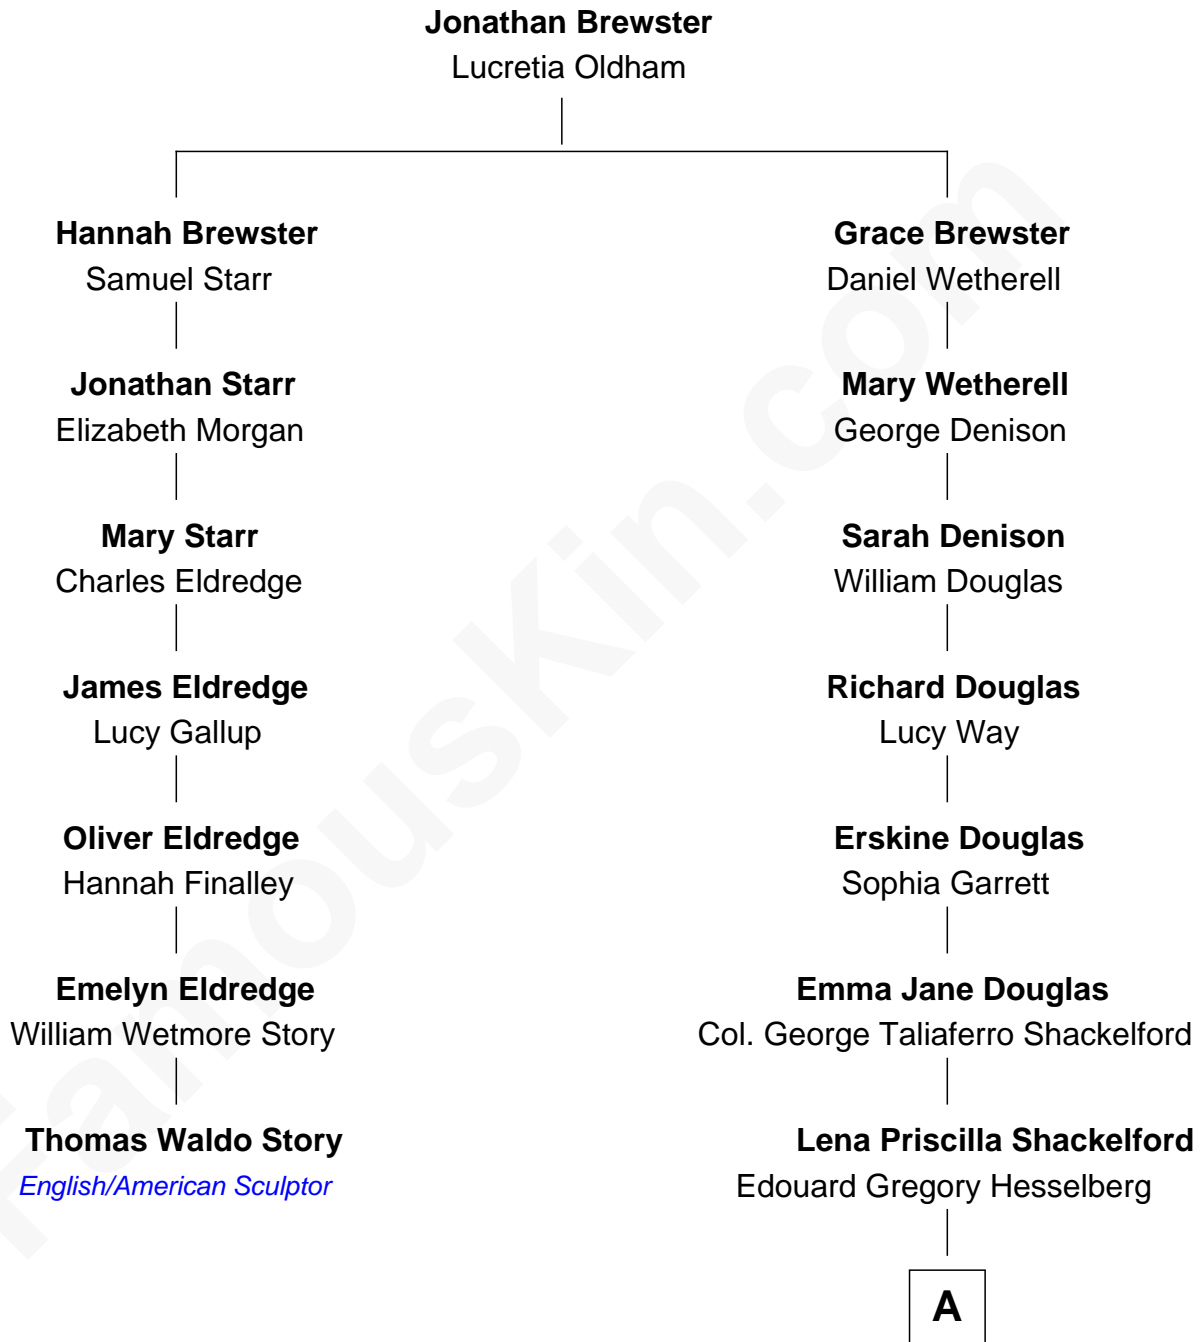 Jonathan Brewster
Lucretia Oldham
Hannah Brewster
Samuel Starr
Grace Brewster
Daniel Wetherell
Jonathan Starr
Elizabeth Morgan
Mary Wetherell
George Denison
Mary Starr
Charles Eldredge
Sarah Denison
William Douglas
James Eldredge
Lucy Gallup
Richard Douglas
Lucy Way
Oliver Eldredge
Hannah Finalley
Erskine Douglas
Sophia Garrett
Emelyn Eldredge
William Wetmore Story
Emma Jane Douglas
Col. George Taliaferro Shackelford
Thomas Waldo Story
English/American Sculptor
Lena Priscilla Shackelford
Edouard Gregory Hesselberg
A
FamousKin.com